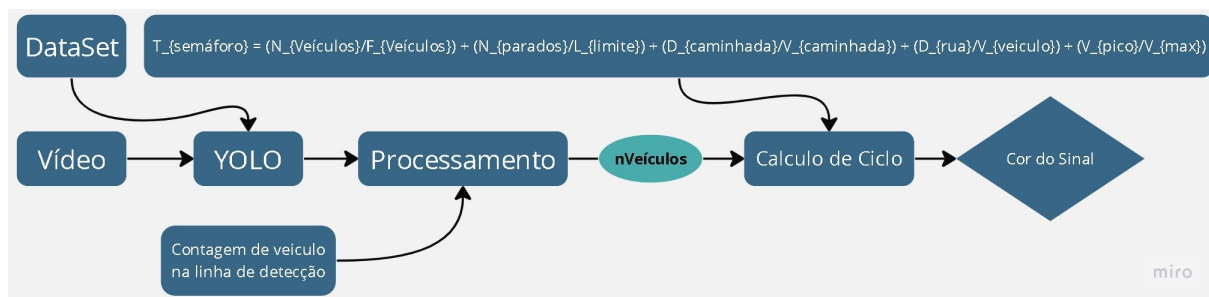 DataSet
T_{semáforo} = (N_{Veículos}/F_{Veículos}) + (N_{parados}/L_{limite}) + (D_{caminhada}/V_{caminhada}) + (D_{rua}/V_{veiculo}) + (V_{pico}/V_{max})
Vídeo
YOLO
Processamento
nVeículos
Calculo de Ciclo
Cor do Sinal
Contagem de veiculo
na linha de detecção
miro